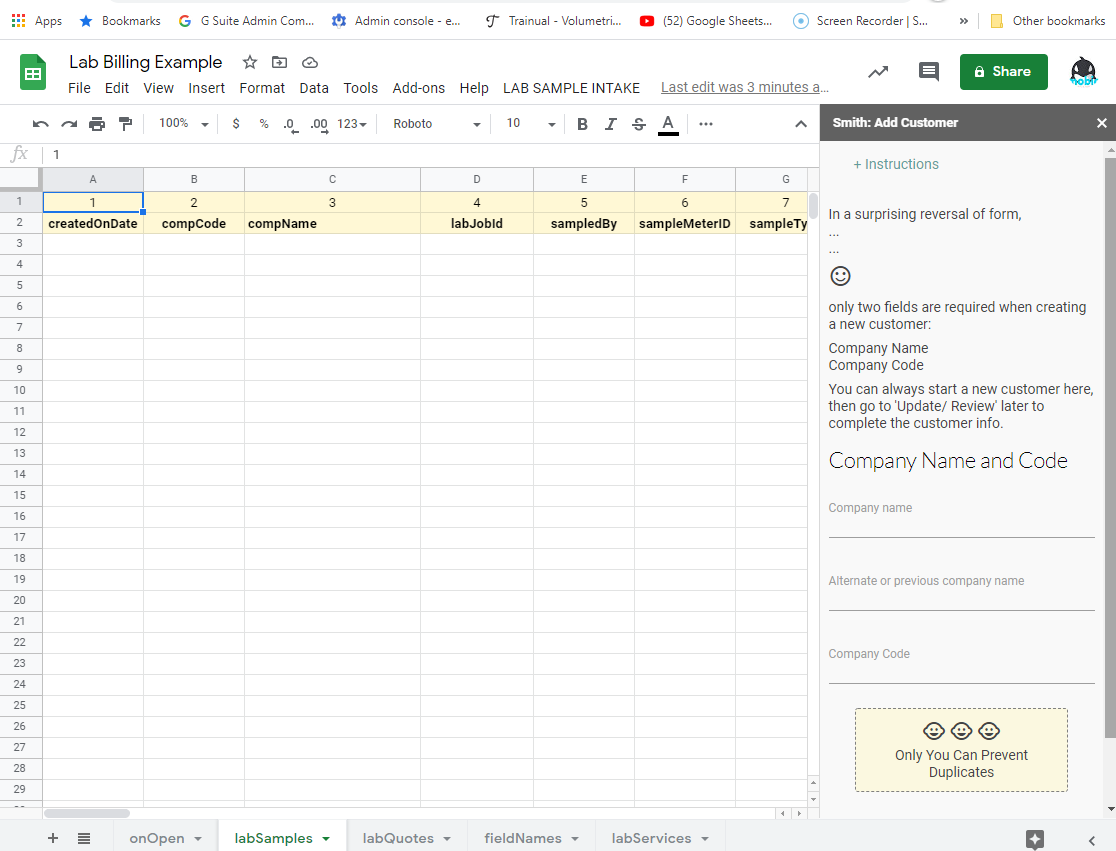 Apps Bookmarks G Suite Admin Com... Admin console - e... Trainual - Volumetri... (52) Google Sheets... Screen Recorder | S... » Other bookmarks
Lab Billing Example
File Edit View Insert Format Data Tools Add-ons Help LAB SAMPLE INTAKE Last edit was 3 minutes a...
Share
100% $ % .0 .00 123 Roboto 10 B I S A ...
fx 1
A B C D E F G
1 1 2 3 4 5 6 7
2 createdOnDate compCode compName labJobId sampledBy sampleMeterID sampleTy
3
4
5
6
7
8
9
10
11
12
13
14
15
16
17
18
19
20
21
22
23
24
25
26
27
28
29
+ onOpen labSamples labQuotes fieldNames labServices
Smith: Add Customer
+ Instructions
In a surprising reversal of form,
...
...
only two fields are required when creating
a new customer:
Company Name
Company Code
You can always start a new customer here,
then go to 'Update/ Review' later to
complete the customer info.
Company Name and Code
Company name
Alternate or previous company name
Company Code
Only You Can Prevent
Duplicates